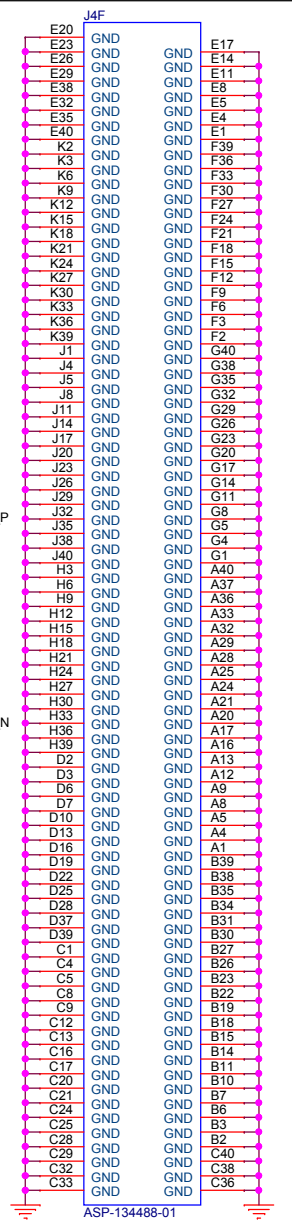 J4F
E20 GND
E23 GND GND E17
E26 GND GND E14
E29 GND GND E11
E38 GND GND E8
E32 GND GND E5
E35 GND GND E4
E40 GND GND E1
K2 GND GND F39
K3 GND GND F36
K6 GND GND F33
K9 GND GND F30
K12 GND GND F27
K15 GND GND F24
K18 GND GND F21
K21 GND GND F18
K24 GND GND F15
K27 GND GND F12
K30 GND GND F9
K33 GND GND F6
K36 GND GND F3
K39 GND GND F2
J1 GND GND G40
J4 GND GND G38
J5 GND GND G35
J8 GND GND G32
J11 GND GND G29
J14 GND GND G26
J17 GND GND G23
J20 GND GND G20
J23 GND GND G17
J26 GND GND G14
J29 GND GND G11
J32 GND GND G8
P
J35 GND GND G5
J38 GND GND G4
J40 GND GND G1
H3 GND GND A40
H6 GND GND A37
H9 GND GND A36
H12 GND GND A33
H15 GND GND A32
H18 GND GND A29
H21 GND GND A28
H24 GND GND A25
H27 GND GND A24
H30 GND GND A21
H33 GND GND A20
N
H36 GND GND A17
H39 GND GND A16
D2 GND GND A13
D3 GND GND A12
D6 GND GND A9
D7 GND GND A8
D10 GND GND A5
D13 GND GND A4
D16 GND GND A1
D19 GND GND B39
D22 GND GND B38
D25 GND GND B35
D28 GND GND B34
D37 GND GND B31
D39 GND GND B30
C1 GND GND B27
C4 GND GND B26
C5 GND GND B23
C8 GND GND B22
C9 GND GND B19
C12 GND GND B18
C13 GND GND B15
C16 GND GND B14
C17 GND GND B11
C20 GND GND B10
C21 GND GND B7
C24 GND GND B6
C25 GND GND B3
C28 GND GND B2
C29 GND GND C40
C32 GND GND C38
C33 GND GND C36
ASP-134488-01